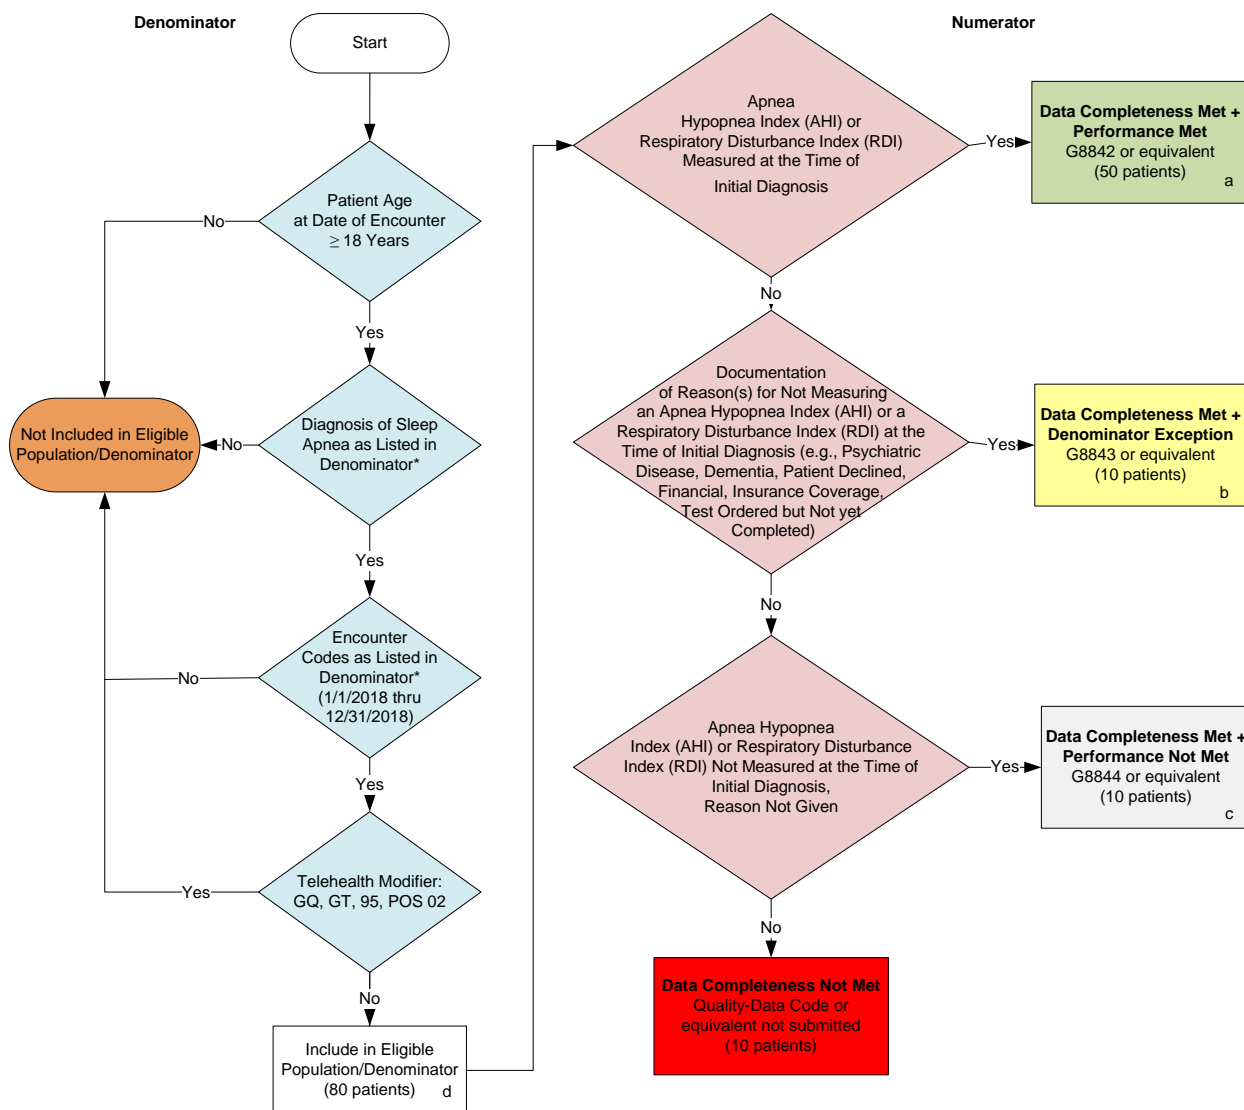 Denominator
Start
Patient Age
at Date of Encounter
≥ 18 Years
No
Yes
Diagnosis of Sleep
Apnea as Listed in
Denominator*
No
Not Included in Eligible
Population/Denominator
Yes
Encounter
Codes as Listed in
Denominator*
(1/1/2018 thru
12/31/2018)
No
Yes
Telehealth Modifier:
GQ, GT, 95, POS 02
Yes
No
Include in Eligible
Population/Denominator
(80 patients)
d
Numerator
Apnea
Hypopnea Index (AHI) or
Respiratory Disturbance Index (RDI)
Measured at the Time of
Initial Diagnosis
Yes
Data Completeness Met +
Performance Met
G8842 or equivalent
(50 patients)
a
No
Documentation
of Reason(s) for Not Measuring
an Apnea Hypopnea Index (AHI) or a
Respiratory Disturbance Index (RDI) at the
Time of Initial Diagnosis (e.g., Psychiatric
Disease, Dementia, Patient Declined,
Financial, Insurance Coverage,
Test Ordered but Not yet
Completed)
Yes
Data Completeness Met +
Denominator Exception
G8843 or equivalent
(10 patients)
b
No
Apnea Hypopnea
Index (AHI) or Respiratory Disturbance
Index (RDI) Not Measured at the Time of
Initial Diagnosis,
Reason Not Given
Yes
Data Completeness Met +
Performance Not Met
G8844 or equivalent
(10 patients)
c
No
Data Completeness Not Met
Quality-Data Code or
equivalent not submitted
(10 patients)